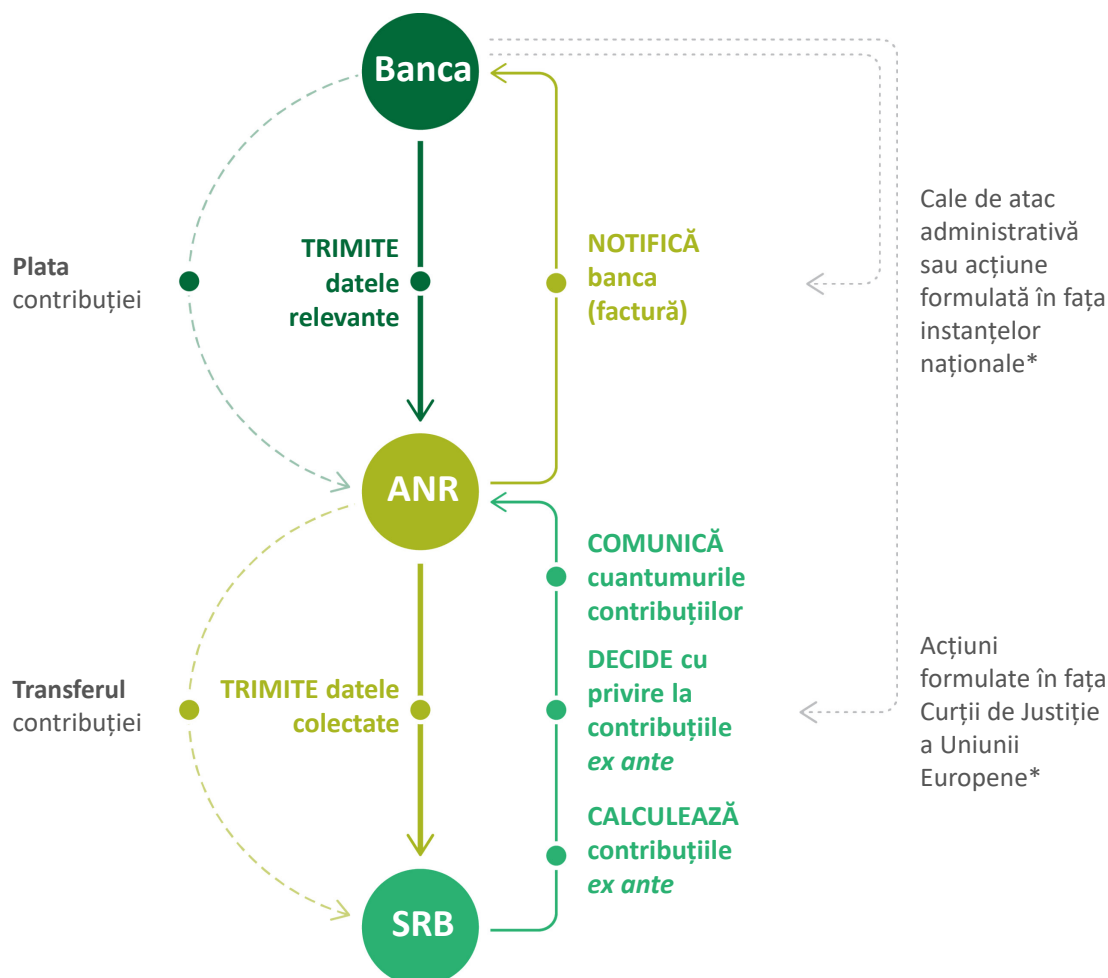 Banca
Plata
contribuției
TRIMITE
datele
relevante
NOTIFICĂ
banca
(factură)
Cale de atac
administrativă
sau acțiune
formulată în fața
instanțelor
naționale*
ANR
COMUNICĂ
cuantumurile
contribuțiilor
Transferul
contribuției
TRIMITE datele
colectate
DECIDE cu
privire la
contribuțiile
ex ante
Acțiuni
formulate în fața
Curții de Justiție
a Uniunii
Europene*
CALCULEAZĂ
contribuțiile
ex ante
SRB